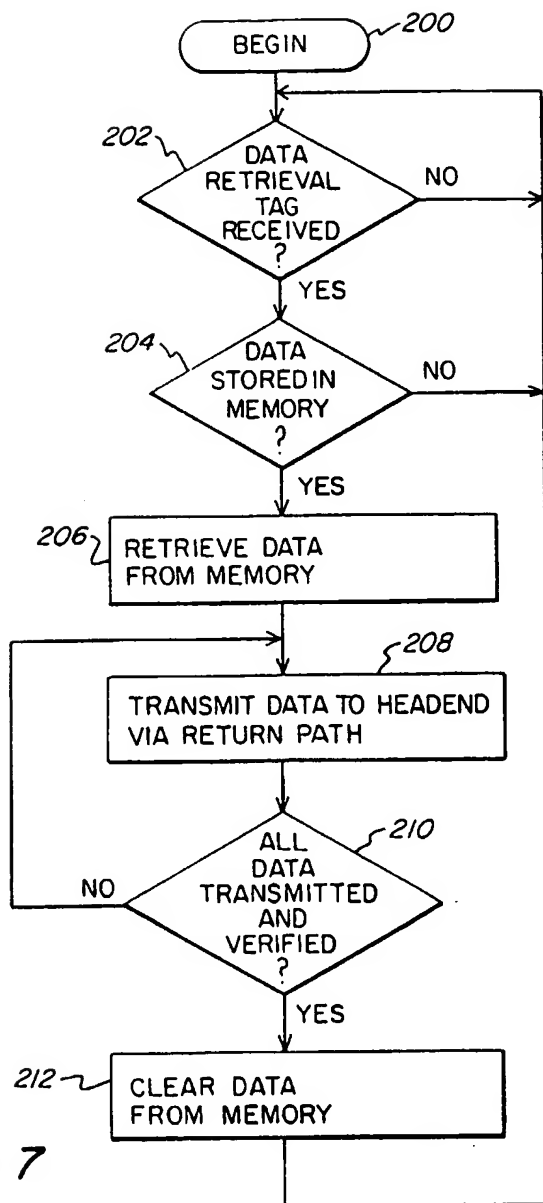 BEGIN
200
202
DATA
RETRIEVAL
TAG
RECEIVED
?
NO
YES
204
DATA
STORED IN
MEMORY
?
NO
YES
206
RETRIEVE DATA
FROM MEMORY
208
TRANSMIT DATA TO HEADEND
VIA RETURN PATH
210
ALL
DATA
TRANSMITTED
AND
VERIFIED
?
NO
YES
212
CLEAR DATA
FROM MEMORY
7